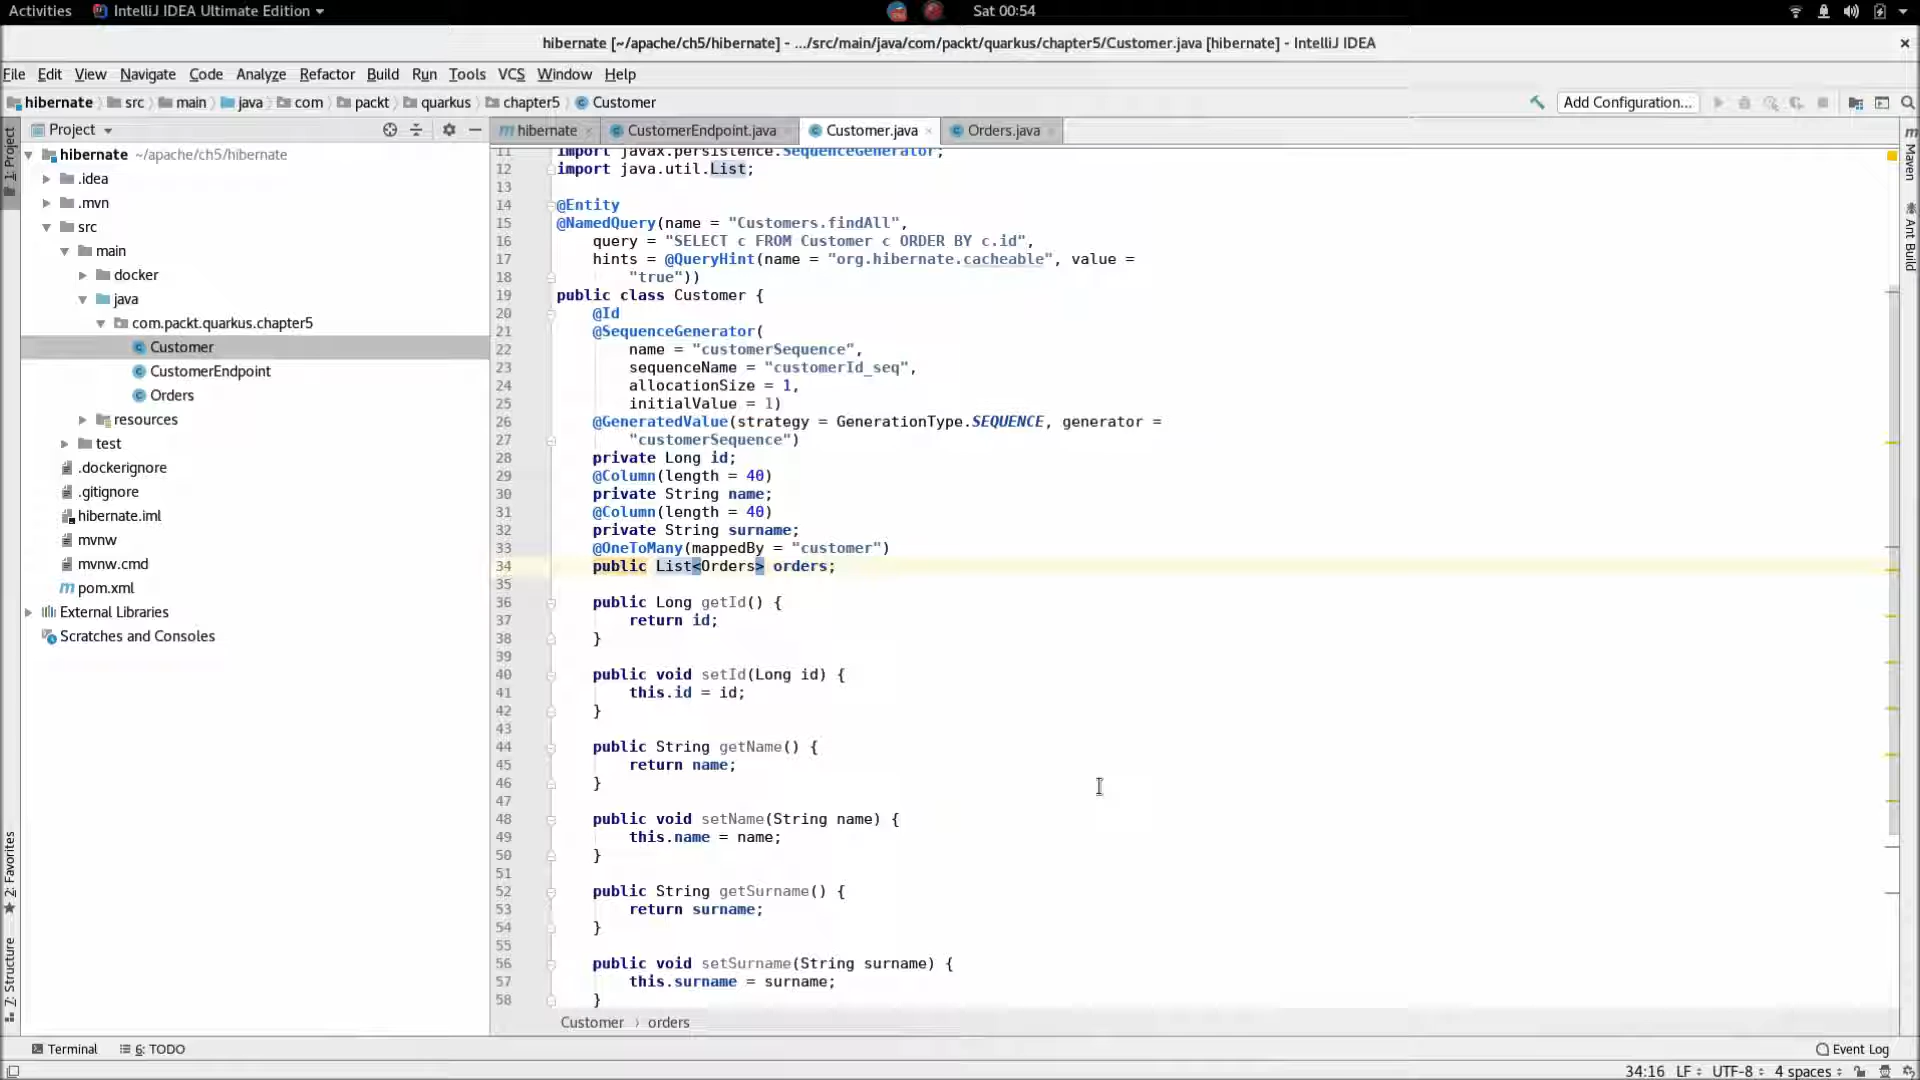 Activities IntelliJ IDEA Ultimate Edition Sat 00:54
hibernate [~/apache/ch5/hibernate] - .../src/main/java/com/packt/quarkus/chapter5/Customer.java [hibernate] - IntelliJ IDEA
File Edit View Navigate Code Analyze Refactor Build Run Tools VCS Window Help
hibernate src main java com packt quarkus chapter5 Customer Add Configuration...
Project
hibernate CustomerEndpoint.java Customer.java Orders.java
1: Project
2: Favorites
7: Structure
hibernate ~/apache/ch5/hibernate
.idea
.mvn
src
main
docker
java
com.packt.quarkus.chapter5
Customer
CustomerEndpoint
Orders
resources
test
.dockerignore
.gitignore
hibernate.iml
mvnw
mvnw.cmd
pom.xml
External Libraries
Scratches and Consoles
11 import javax.persistence.SequenceGenerator;
12 import java.util.List;
13
14 @Entity
15 @NamedQuery(name = "Customers.findAll",
16 query = "SELECT c FROM Customer c ORDER BY c.id",
17 hints = @QueryHint(name = "org.hibernate.cacheable", value =
18 "true"))
19 public class Customer {
20 @Id
21 @SequenceGenerator(
22 name = "customerSequence",
23 sequenceName = "customerId_seq",
24 allocationSize = 1,
25 initialValue = 1)
26 @GeneratedValue(strategy = GenerationType.SEQUENCE, generator =
27 "customerSequence")
28 private Long id;
29 @Column(length = 40)
30 private String name;
31 @Column(length = 40)
32 private String surname;
33 @OneToMany(mappedBy = "customer")
34 public List<Orders> orders;
35
36 public Long getId() {
37 return id;
38 }
39
40 public void setId(Long id) {
41 this.id = id;
42 }
43
44 public String getName() {
45 return name;
46 }
47
48 public void setName(String name) {
49 this.name = name;
50 }
51
52 public String getSurname() {
53 return surname;
54 }
55
56 public void setSurname(String surname) {
57 this.surname = surname;
58 }
Customer › orders
Maven
Ant Build
Terminal 6: TODO Event Log
34:16 LF UTF-8 4 spaces